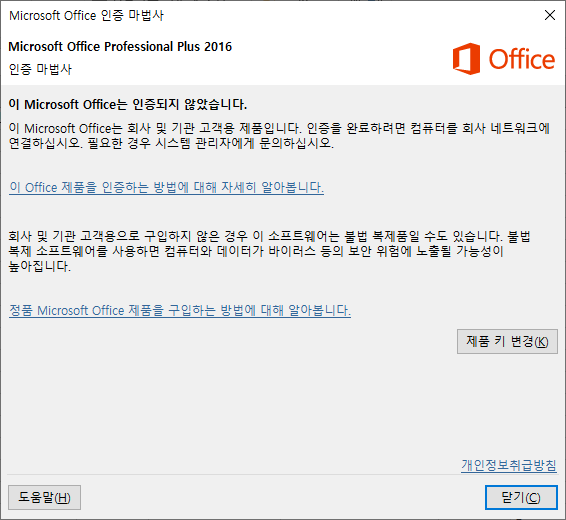 Microsoft Office 인증 마법사
Microsoft Office Professional Plus 2016
인증 마법사
Office
이 Microsoft Office는 인증되지 않았습니다.
이 Microsoft Office는 회사 및 기관 고객용 제품입니다. 인증을 완료하려면 컴퓨터를 회사 네트워크에
연결하십시오. 필요한 경우 시스템 관리자에게 문의하십시오.
이 Office 제품을 인증하는 방법에 대해 자세히 알아봅니다.
회사 및 기관 고객용으로 구입하지 않은 경우 이 소프트웨어는 불법 복제품일 수도 있습니다. 불법
복제 소프트웨어를 사용하면 컴퓨터와 데이터가 바이러스 등의 보안 위험에 노출될 가능성이
높아집니다.
정품 Microsoft Office 제품을 구입하는 방법에 대해 알아봅니다.
제품 키 변경(K)
개인정보취급방침
도움말(H)
닫기(C)